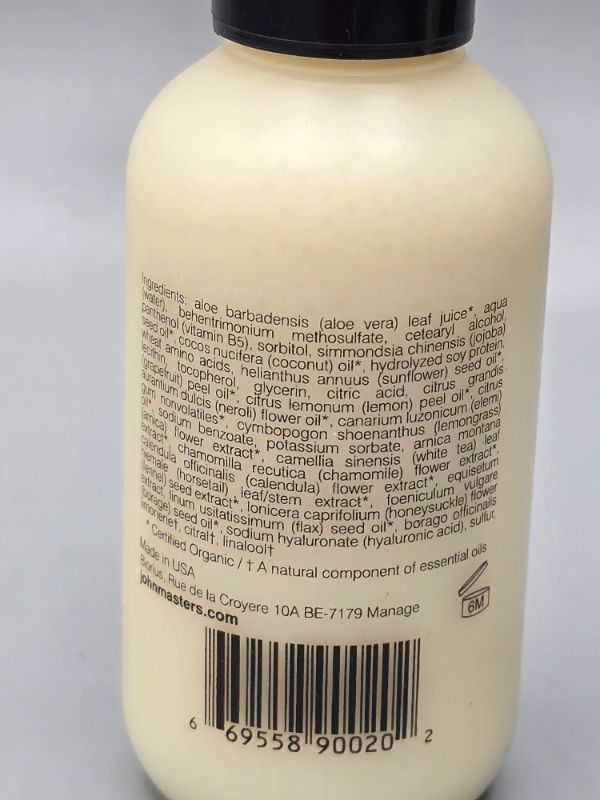 Ingredients: aloe barbadensis (aloe vera) leaf juice*, aqua
(water), behentrimonium methosulfate, cetearyl alcohol,
panthenol (vitamin B5), sorbitol, simmondsia chinensis (jojoba)
seed oil*, cocos nucifera (coconut) oil*, hydrolyzed soy protein,
wheat amino acids, helianthus annuus (sunflower) seed oil*,
lecithin, tocopherol, glycerin, citric acid, citrus grandis
(grapefruit) peel oil*, citrus lemonum (lemon) peel oil*, citrus
aurantium dulcis (neroli) flower oil*, canarium luzonicum (elemi)
gum nonvolatiles*, cymbopogon shoenanthus (lemongrass)
oil*, sodium benzoate, potassium sorbate, arnica montana
(arnica) flower extract*, camellia sinensis (white tea) leaf
extract*, chamomilla recutica (chamomile) flower extract*,
calendula officinalis (calendula) flower extract*, equisetum
hiemale (horsetail) leaf/stem extract*, foeniculum vulgare
(fennel) seed extract*, lonicera caprifolium (honeysuckle) flower
extract, linum usitatissimum (flax) seed oil*, borago officinalis
(borage) seed oil*, sodium hyaluronate (hyaluronic acid), sulfur,
limonene†, citral†, linalool†
* Certified Organic / † A natural component of essential oils
Made in USA
Biorius, Rue de la Croyere 10A BE-7179 Manage
johnmasters.com
6M
6 69558 90020 2